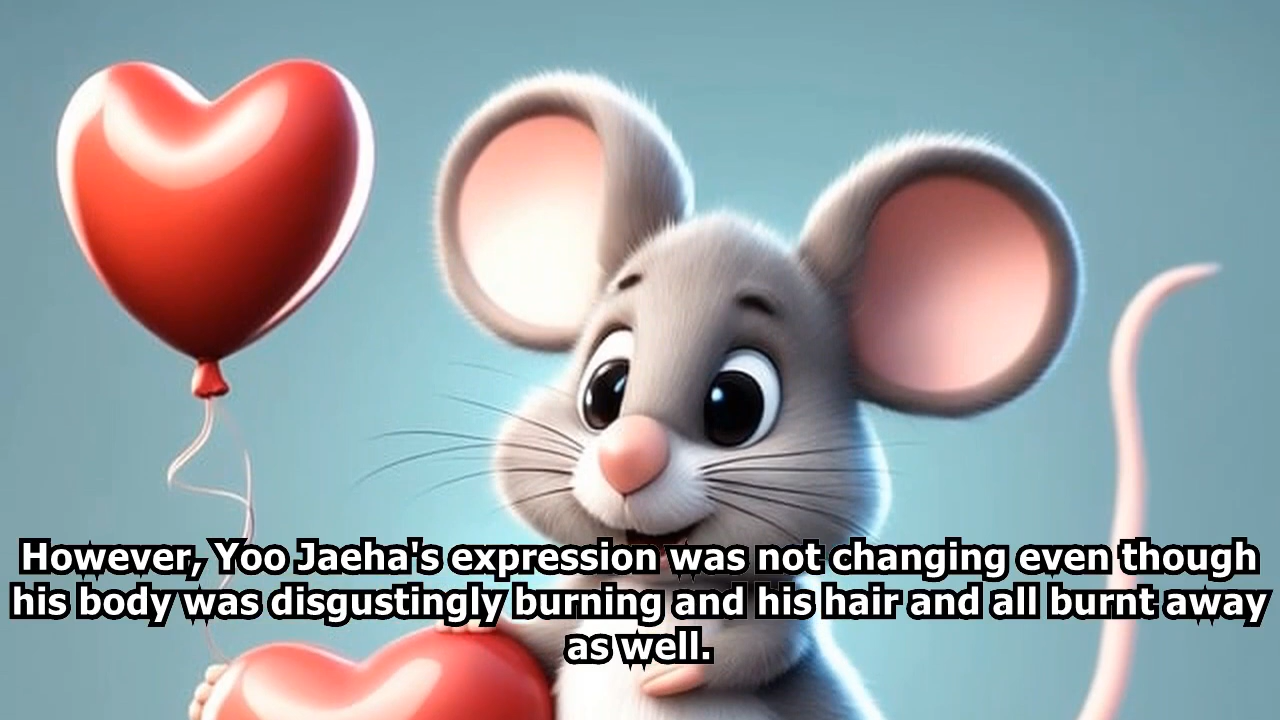 However, Yoo Jaeha's expression was not changing even though
his body was disgustingly burning and his hair and all burnt away
as well.